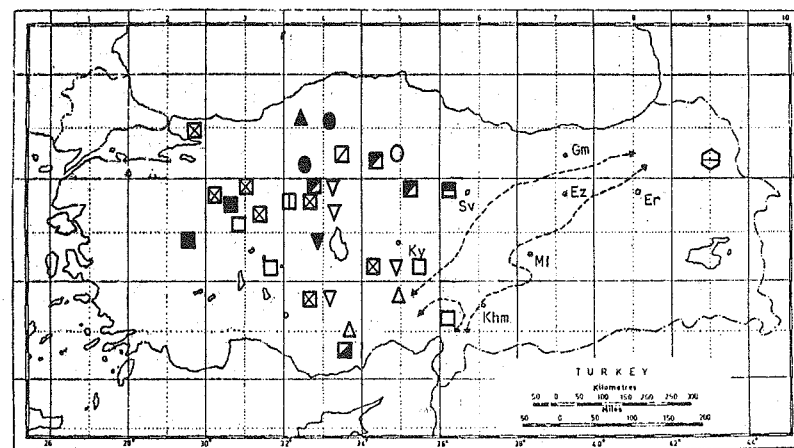 1 2 3 4 5 6 7 8 9 10
Gm
Sv
Ez
Er
Ky
Ml
Khm
TURKEY
Kilometres
50 0 50 100 150 200 250 300
Miles
50 0 50 100 150 200
26° 28° 30° 32° 34° 36° 38° 40° 42° 44°